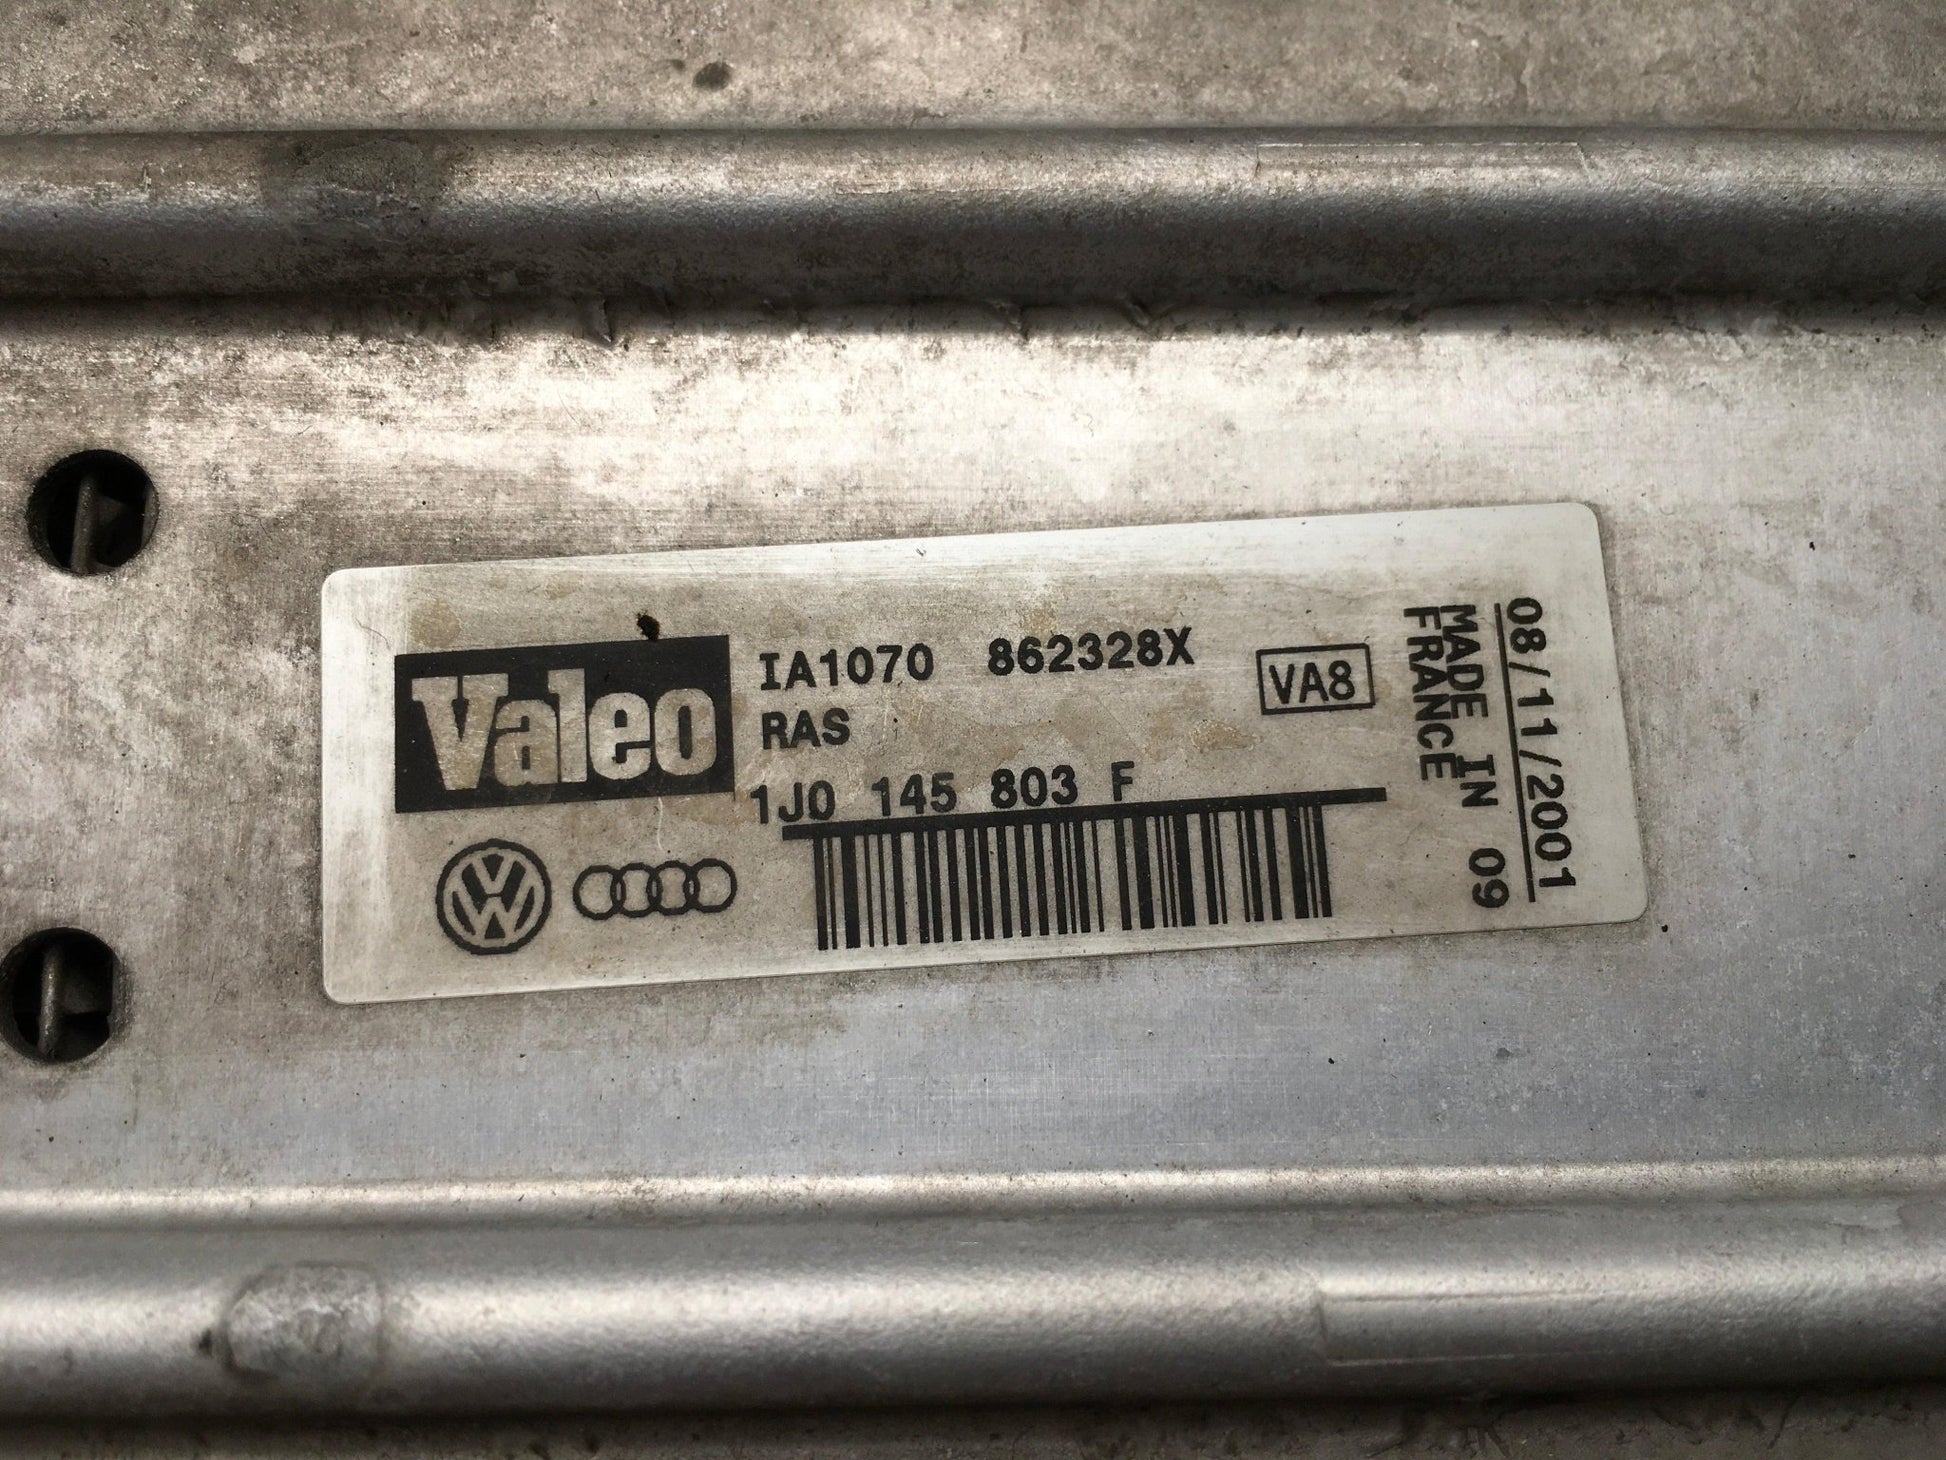 Valeo
IA1070 862328X
RAS
VA8
1J0 145 803 F
08/11/2001
MADE IN 09
FRANCE